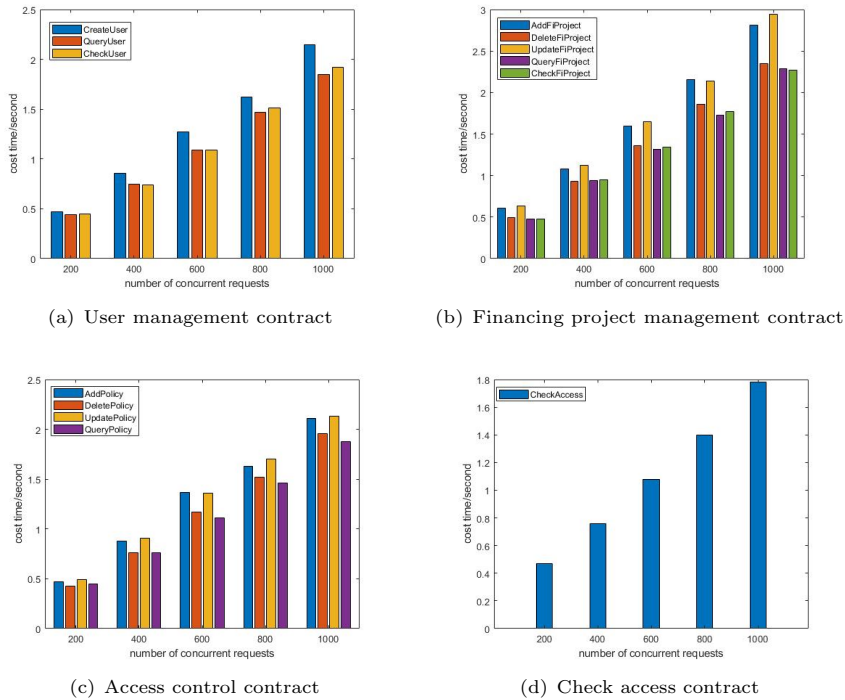 2.5
2
1.5
1
0.5
0
cost time/second
CreateUser
QueryUser
CheckUser
200 400 600 800 1000
number of concurrent requests
(a) User management contract
3
2.5
2
1.5
1
0.5
0
cost time/second
AddFiProject
DeleteFiProject
UpdateFiProject
QueryFiProject
CheckFiProject
200 400 600 800 1000
number of concurrent requests
(b) Financing project management contract
2.5
2
1.5
1
0.5
0
cost time/second
AddPolicy
DeletePolicy
UpdatePolicy
QueryPolicy
200 400 600 800 1000
number of concurrent requests
(c) Access control contract
1.8
1.6
1.4
1.2
1
0.8
0.6
0.4
0.2
0
cost time/second
CheckAccess
200 400 600 800 1000
number of concurrent requests
(d) Check access contract